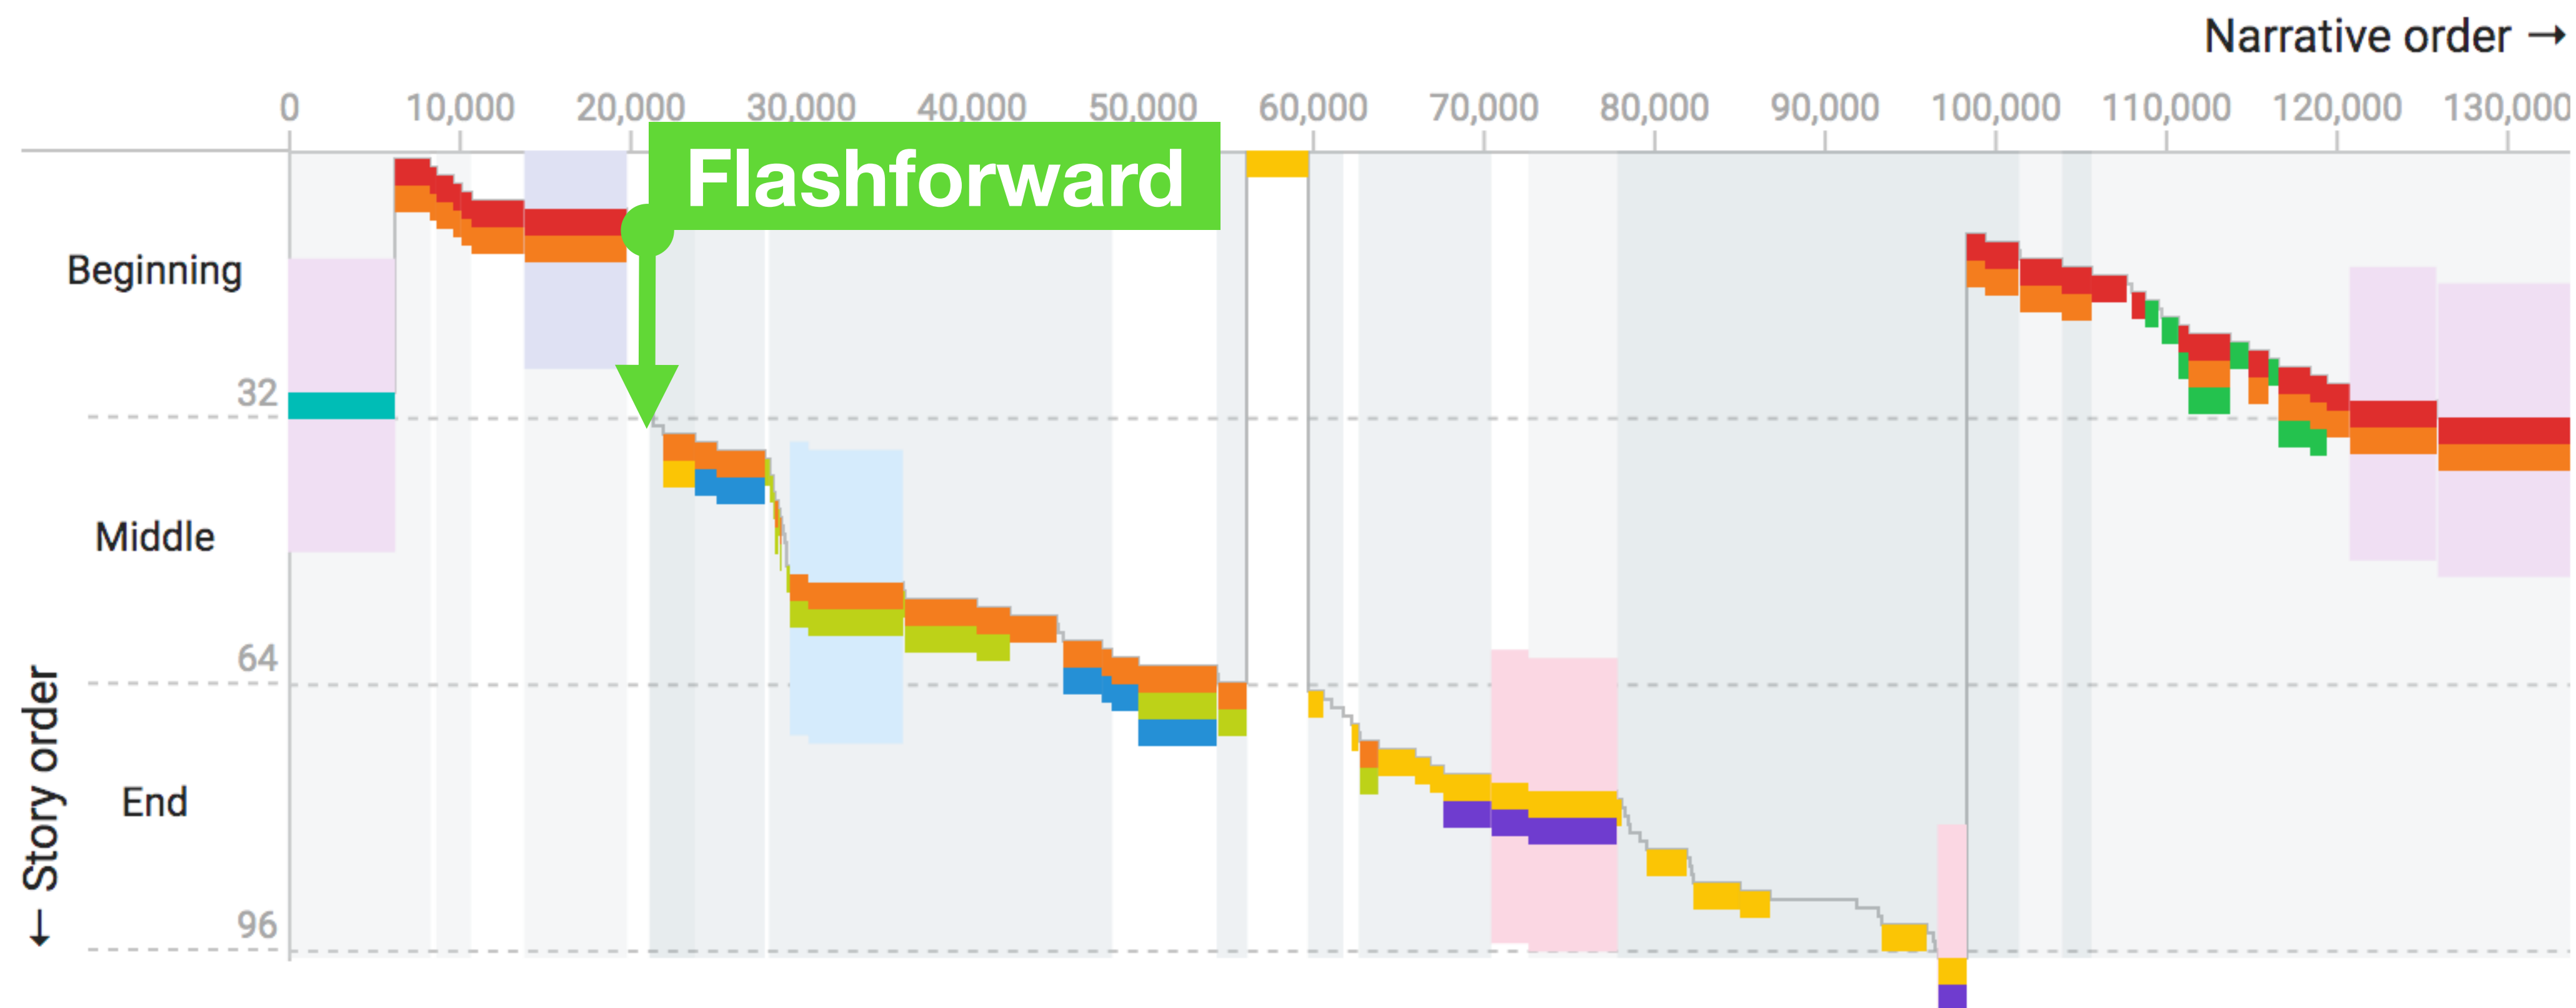 Narrative order →
0 10,000 20,000 30,000 40,000 50,000 60,000 70,000 80,000 90,000 100,000 110,000 120,000 130,000
Flashforward
Beginning
32
Middle
64
End
96
← Story order